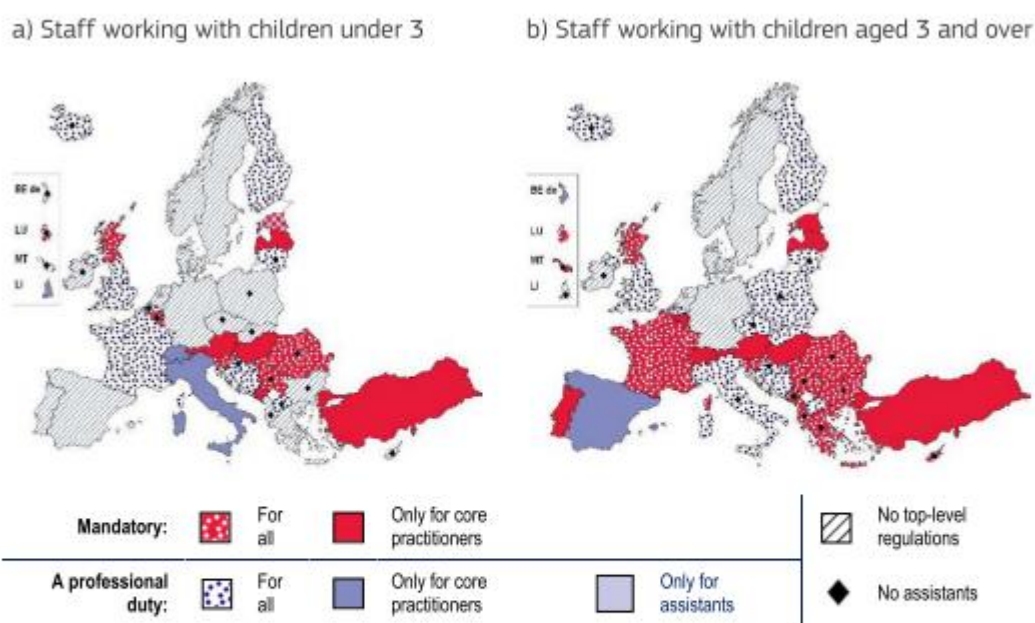 a) Staff working with children under 3
b) Staff working with children aged 3 and over
BE de
LU
MT
LI
BE de
LU
MT
LI
Mandatory:
For all
Only for core practitioners
No top-level regulations
A professional duty:
For all
Only for core practitioners
Only for assistants
No assistants